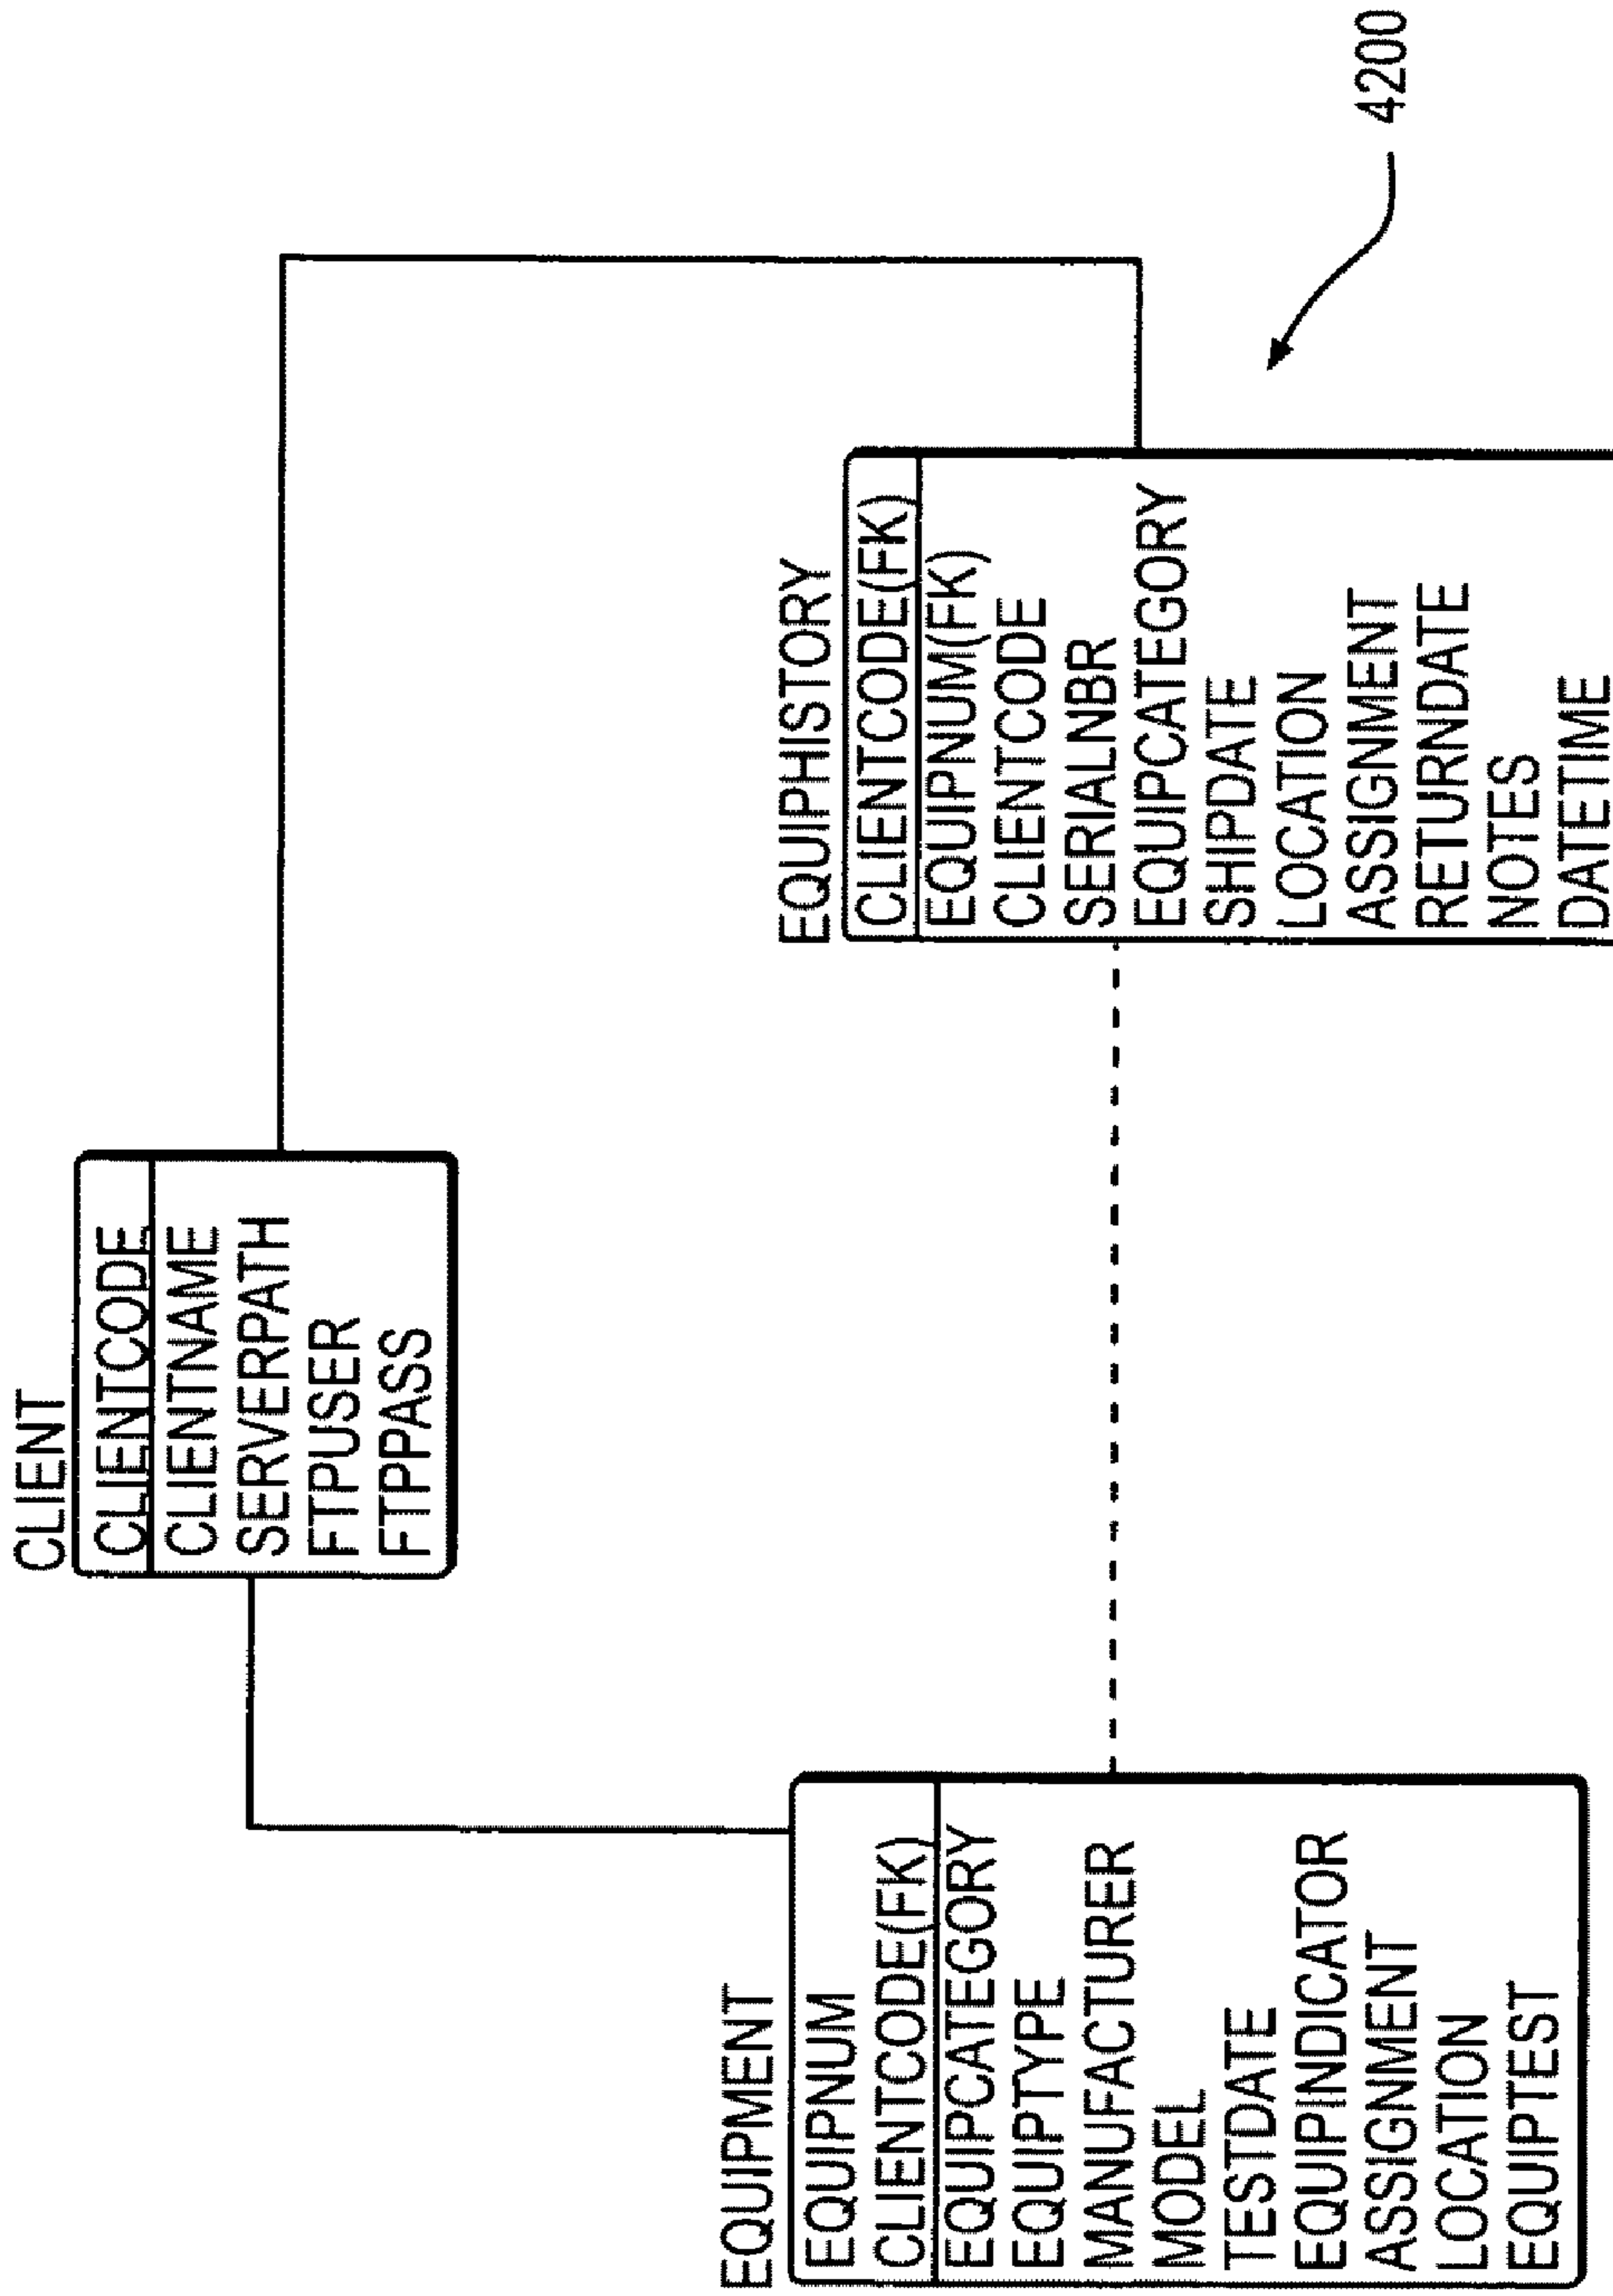 CLIENT
CLIENTCODE
CLIENTNAME
SERVERPATH
FTPUSER
FTPPASS
EQUIPMENT
EQUIPNUM
CLIENTCODE(FK)
EQUIPCATEGORY
EQUIPTYPE
MANUFACTURER
MODEL
TESTDATE
EQUIPINDICATOR
ASSIGNMENT
LOCATION
EQUIPTEST
EQUIPHISTORY
CLIENTCODE(FK)
EQUIPNUM(FK)
CLIENTCODE
SERIALNBR
EQUIPCATEGORY
SHIPDATE
LOCATION
ASSIGNMENT
RETURNDATE
NOTES
DATETIME
4200